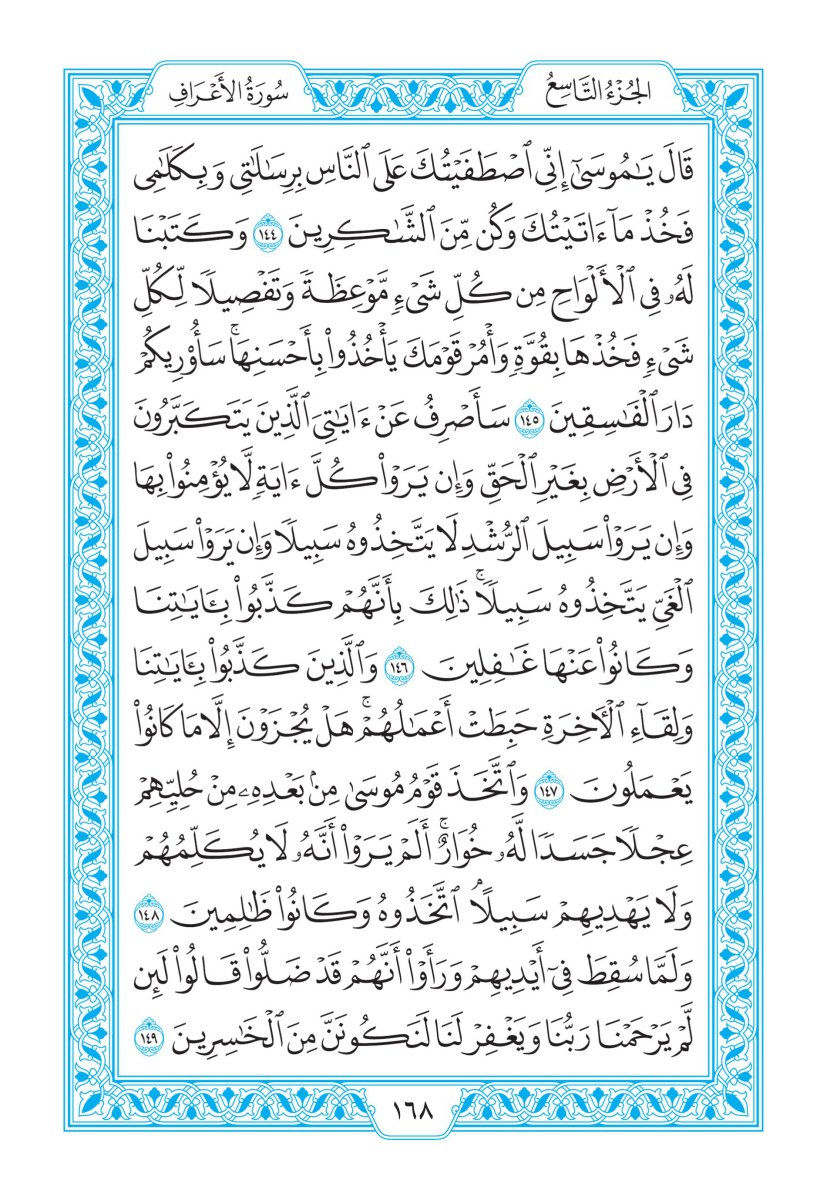 الجُزْءُ التَّاسِعُ
سُورَةُ الأَعْرَافِ
قَالَ يَٰمُوسَىٰٓ إِنِّي ٱصْطَفَيْتُكَ عَلَى ٱلنَّاسِ بِرِسَٰلَٰتِي وَبِكَلَٰمِي
فَخُذْ مَآ ءَاتَيْتُكَ وَكُن مِّنَ ٱلشَّٰكِرِينَ ١٤٤ وَكَتَبْنَا
لَهُۥ فِي ٱلْأَلْوَاحِ مِن كُلِّ شَيْءٍ مَّوْعِظَةً وَتَفْصِيلًا لِّكُلِّ
شَيْءٍ فَخُذْهَا بِقُوَّةٍ وَأْمُرْ قَوْمَكَ يَأْخُذُوا۟ بِأَحْسَنِهَا ۚ سَأُو۟رِيكُمْ
دَارَ ٱلْفَٰسِقِينَ ١٤٥ سَأَصْرِفُ عَنْ ءَايَٰتِيَ ٱلَّذِينَ يَتَكَبَّرُونَ
فِي ٱلْأَرْضِ بِغَيْرِ ٱلْحَقِّ وَإِن يَرَوْا۟ كُلَّ ءَايَةٍ لَّا يُؤْمِنُوا۟ بِهَا
وَإِن يَرَوْا۟ سَبِيلَ ٱلرُّشْدِ لَا يَتَّخِذُوهُ سَبِيلًا وَإِن يَرَوْا۟ سَبِيلَ
ٱلْغَيِّ يَتَّخِذُوهُ سَبِيلًا ۚ ذَٰلِكَ بِأَنَّهُمْ كَذَّبُوا۟ بِـَٔايَٰتِنَا
وَكَانُوا۟ عَنْهَا غَٰفِلِينَ ١٤٦ وَٱلَّذِينَ كَذَّبُوا۟ بِـَٔايَٰتِنَا
وَلِقَآءِ ٱلْـَٔاخِرَةِ حَبِطَتْ أَعْمَٰلُهُمْ ۚ هَلْ يُجْزَوْنَ إِلَّا مَا كَانُوا۟
يَعْمَلُونَ ١٤٧ وَٱتَّخَذَ قَوْمُ مُوسَىٰ مِنۢ بَعْدِهِۦ مِنْ حُلِيِّهِمْ
عِجْلًا جَسَدًا لَّهُۥ خُوَارٌ ۚ أَلَمْ يَرَوْا۟ أَنَّهُۥ لَا يُكَلِّمُهُمْ
وَلَا يَهْدِيهِمْ سَبِيلًا ۘ ٱتَّخَذُوهُ وَكَانُوا۟ ظَٰلِمِينَ ١٤٨
وَلَمَّا سُقِطَ فِيٓ أَيْدِيهِمْ وَرَأَوْا۟ أَنَّهُمْ قَدْ ضَلُّوا۟ قَالُوا۟ لَئِن
لَّمْ يَرْحَمْنَا رَبُّنَا وَيَغْفِرْ لَنَا لَنَكُونَنَّ مِنَ ٱلْخَٰسِرِينَ ١٤٩
١٦٨